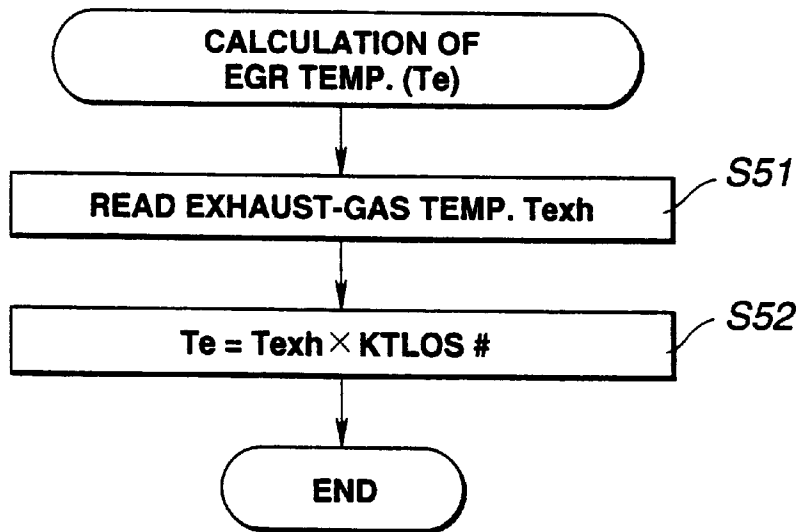 CALCULATION OF
EGR TEMP. (Te)
S51
READ EXHAUST-GAS TEMP. Texh
S52
Te = Texh × KTLOS #
END